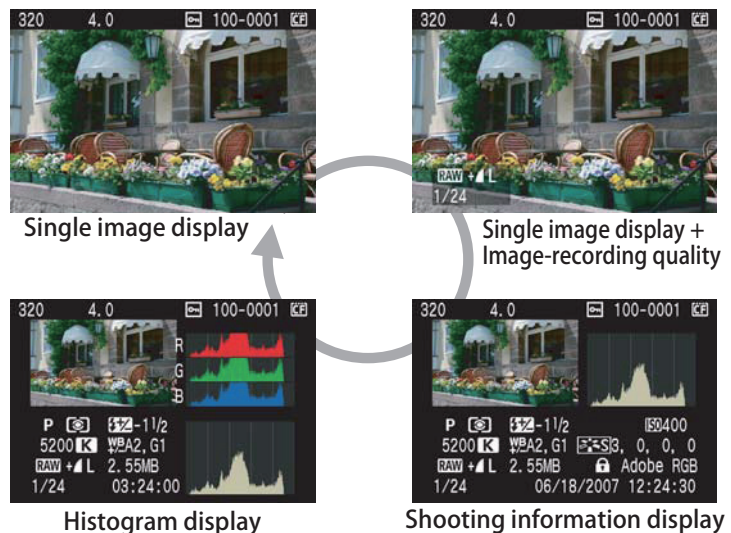 320 4.0 100-0001 CF
Single image display
320 4.0 100-0001 CF
RAW + L
1/24
Single image display +
Image-recording quality
320 4.0 100-0001 CF
R
G
B
P -1 1/2
5200 K WB A2, G1
RAW + L 2.55MB
1/24 03:24:00
Histogram display
320 4.0 100-0001 CF
P -1 1/2 ISO 400
5200 K WB A2, G1 S 3, 0, 0, 0
RAW + L 2.55MB Adobe RGB
1/24 06/18/2007 12:24:30
Shooting information display